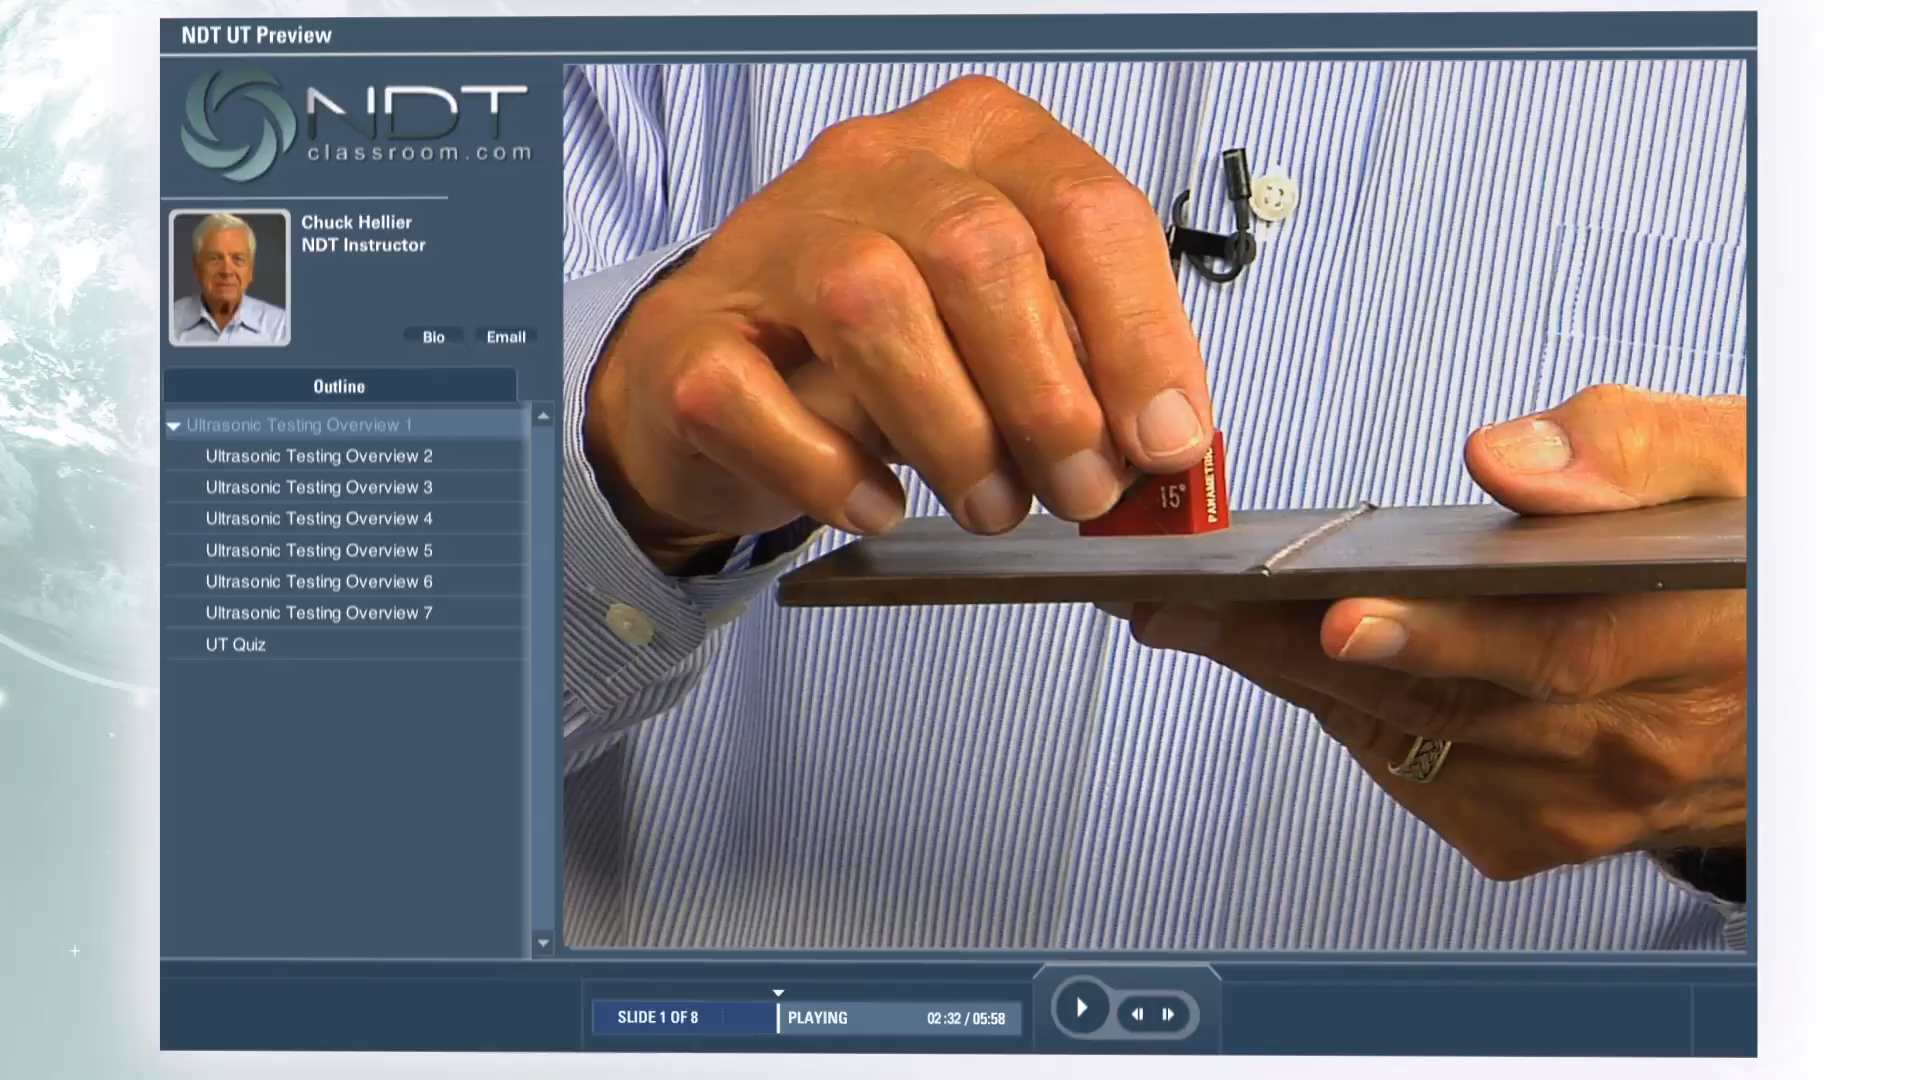 NDT UT Preview
NDT
classroom.com
Chuck Hellier
NDT Instructor
Bio
Email
Outline
Ultrasonic Testing Overview 1
Ultrasonic Testing Overview 2
Ultrasonic Testing Overview 3
Ultrasonic Testing Overview 4
Ultrasonic Testing Overview 5
Ultrasonic Testing Overview 6
Ultrasonic Testing Overview 7
UT Quiz
SLIDE 1 OF 8
PLAYING
02:32 / 05:58